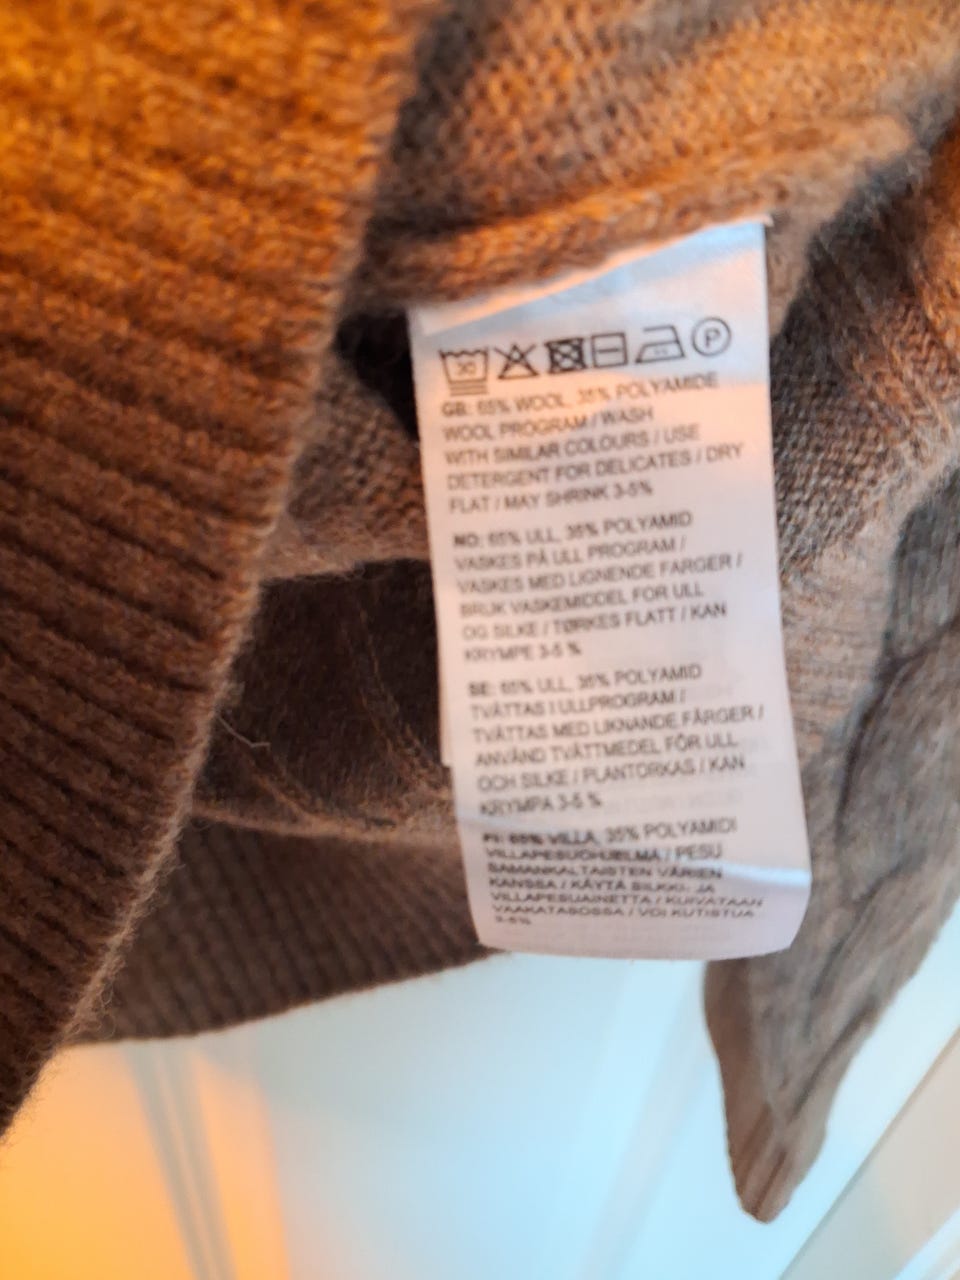 30 P
GB: 65% WOOL, 35% POLYAMIDE
WOOL PROGRAM / WASH
WITH SIMILAR COLOURS / USE
DETERGENT FOR DELICATES / DRY
FLAT / MAY SHRINK 3-5%
NO: 65% ULL, 35% POLYAMID
VASKES PÅ ULL PROGRAM /
VASKES MED LIGNENDE FARGER /
BRUK VASKEMIDDEL FOR ULL
OG SILKE / TØRKES FLATT / KAN
KRYMPE 3-5 %
SE: 65% ULL, 35% POLYAMID
TVÄTTAS I ULLPROGRAM /
TVÄTTAS MED LIKNANDE FÄRGER /
ANVÄND TVÄTTMEDEL FÖR ULL
OCH SILKE / PLANTORKAS / KAN
KRYMPA 3-5 %
FI: 65% VILLA, 35% POLYAMIDI
VILLAPESUOHJELMA / PESU
SAMANKALTAISTEN VÄRIEN
KANSSA / KÄYTÄ SILKKI- JA
VILLAPESUAINETTA / KUIVATAAN
VAAKATASOSSA / VOI KUTISTUA
3-5%